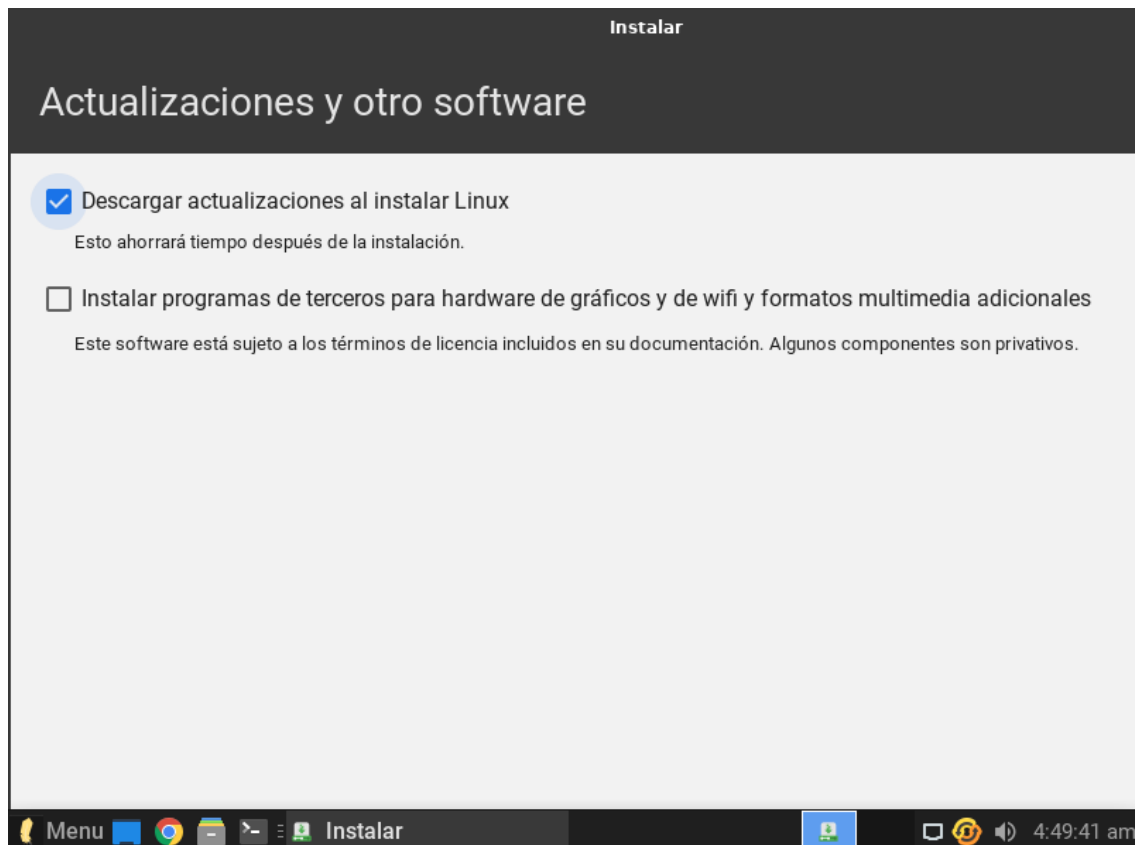 Instalar
Actualizaciones y otro software
Descargar actualizaciones al instalar Linux
Esto ahorrará tiempo después de la instalación.
Instalar programas de terceros para hardware de gráficos y de wifi y formatos multimedia adicionales
Este software está sujeto a los términos de licencia incluidos en su documentación. Algunos componentes son privativos.
Menu Instalar 4:49:41 am